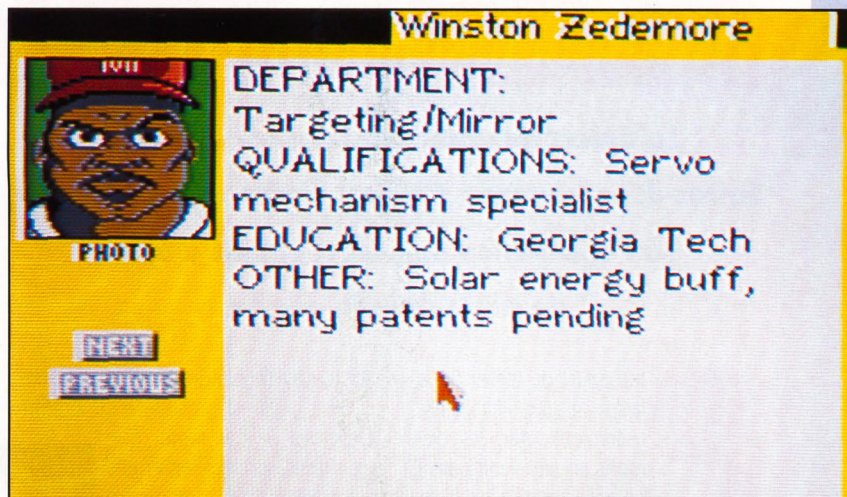 Winston Zedemore
DEPARTMENT:
Targeting/Mirror
QUALIFICATIONS: Servo
mechanism specialist
EDUCATION: Georgia Tech
OTHER: Solar energy buff,
many patents pending
PHOTO
NEXT
PREVIOUS